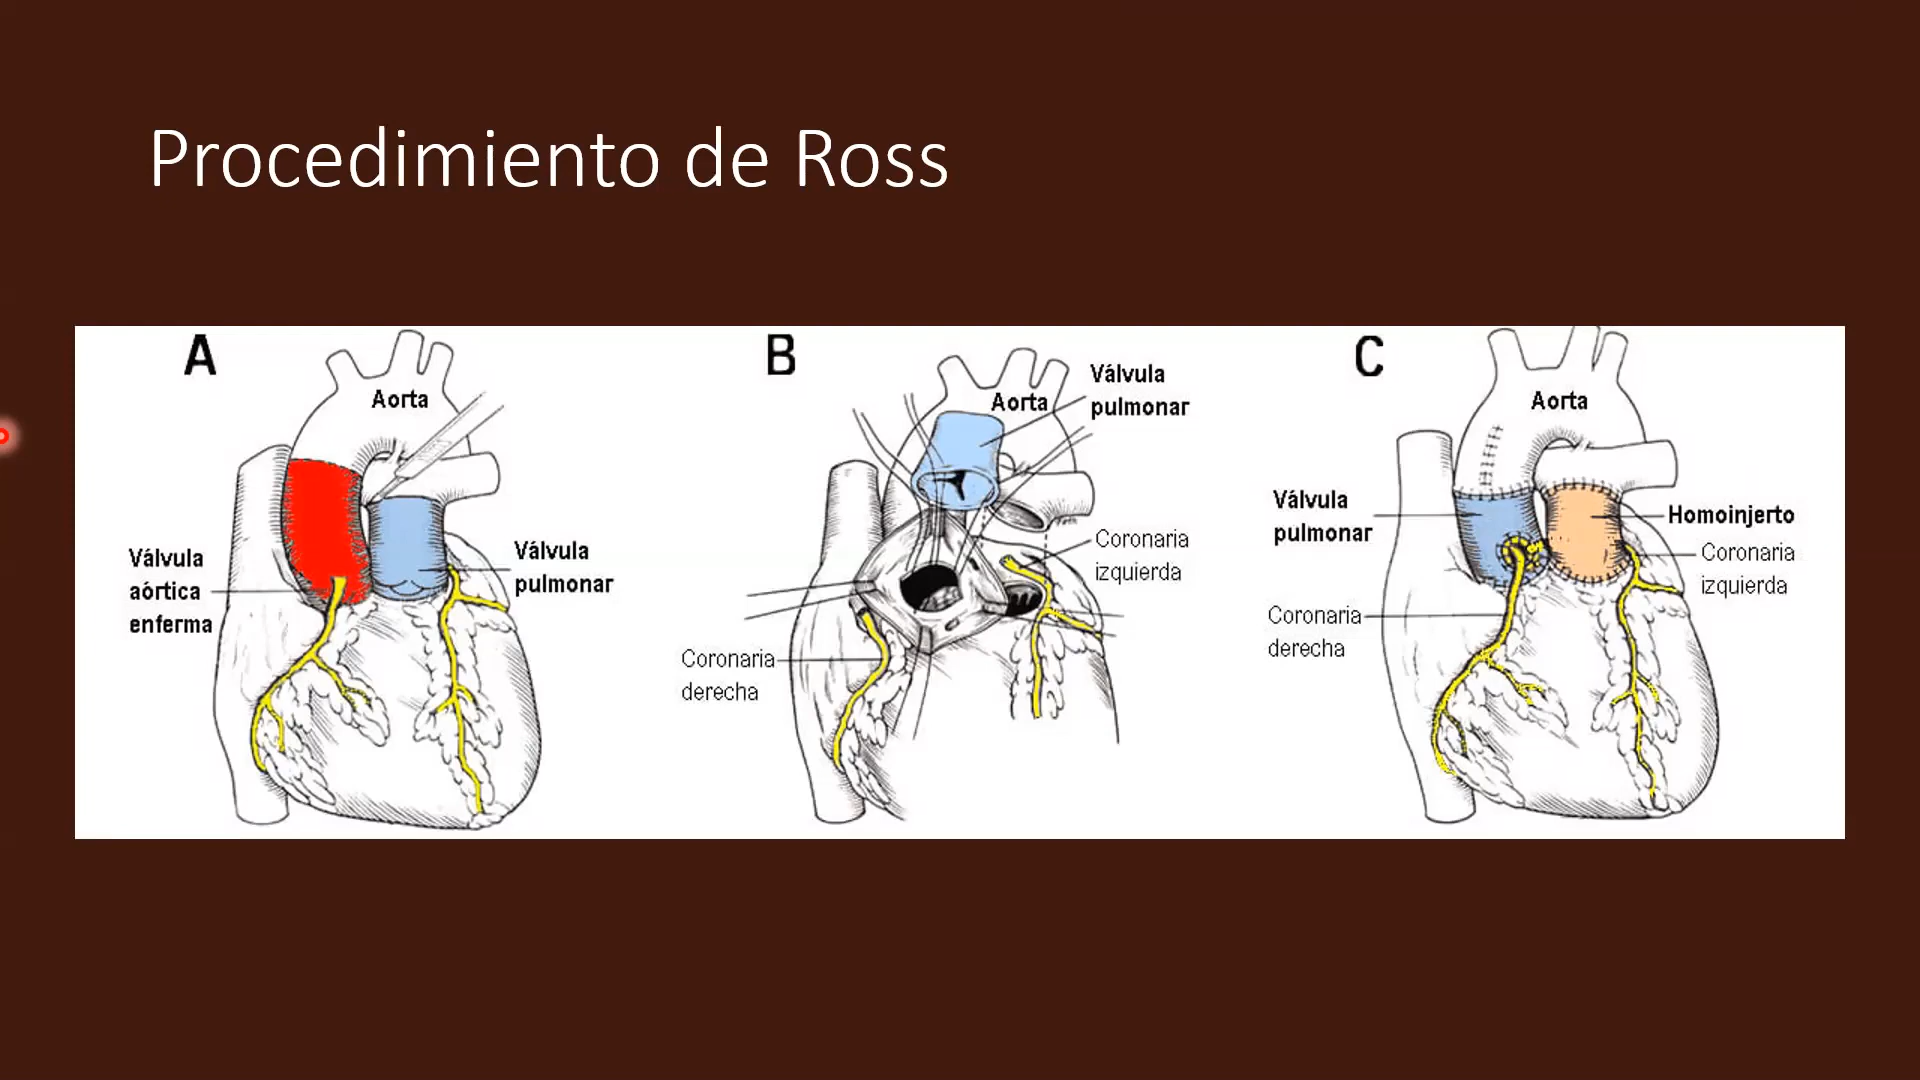 Procedimiento de Ross
A
Aorta
Válvula
aórtica
enferma
Válvula
pulmonar
B
Aorta
Válvula
pulmonar
Coronaria
izquierda
Coronaria
derecha
C
Aorta
Válvula
pulmonar
Homoinjerto
Coronaria
izquierda
Coronaria
derecha